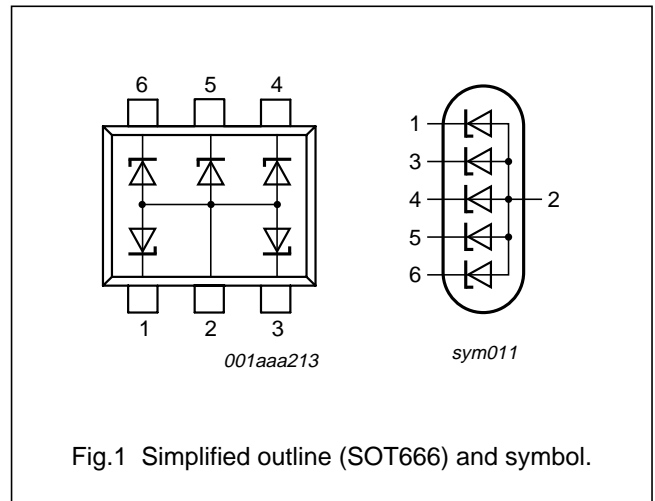 6 5 4
1 2 3
001aaa213
1
3
4 2
5
6
sym011
Fig.1 Simplified outline (SOT666) and symbol.